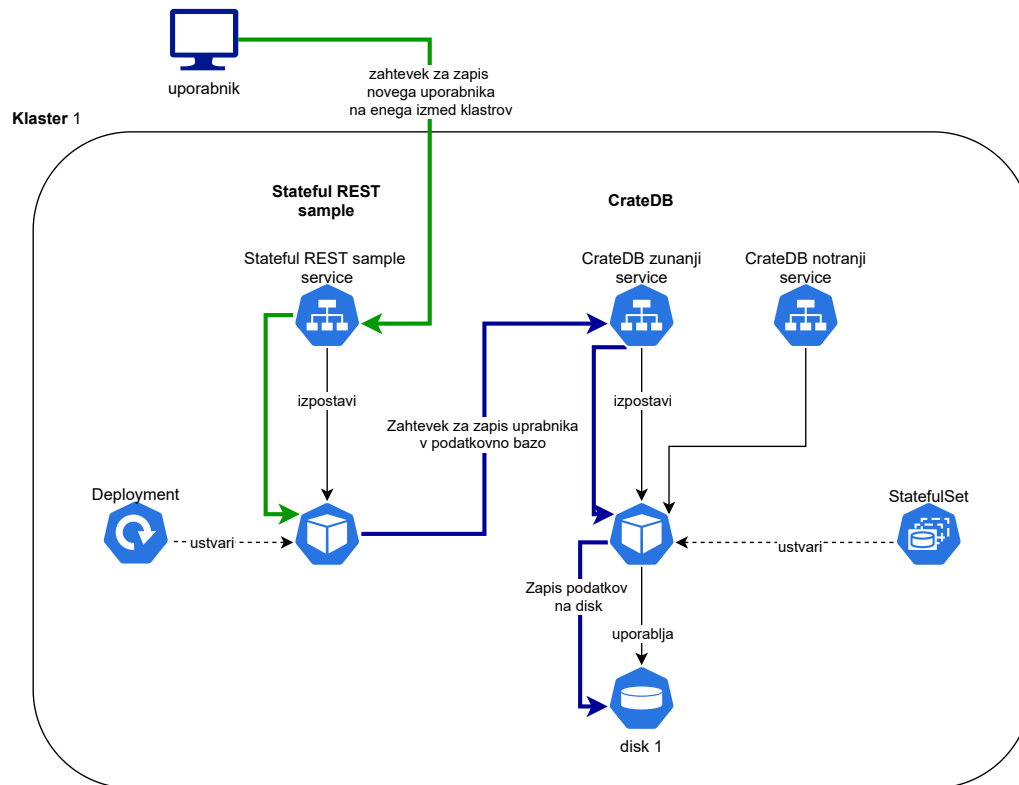 uporabnik
zahtevek za zapis
novega uporabnika
na enega izmed klastrov
Klaster 1
Stateful REST
sample
CrateDB
Stateful REST sample
service
CrateDB zunanji
service
CrateDB notranji
service
izpostavi
izpostavi
Zahtevek za zapis uprabnika
v podatkovno bazo
Deployment
StatefulSet
ustvari
ustvari
Zapis podatkov
na disk
uporablja
disk 1